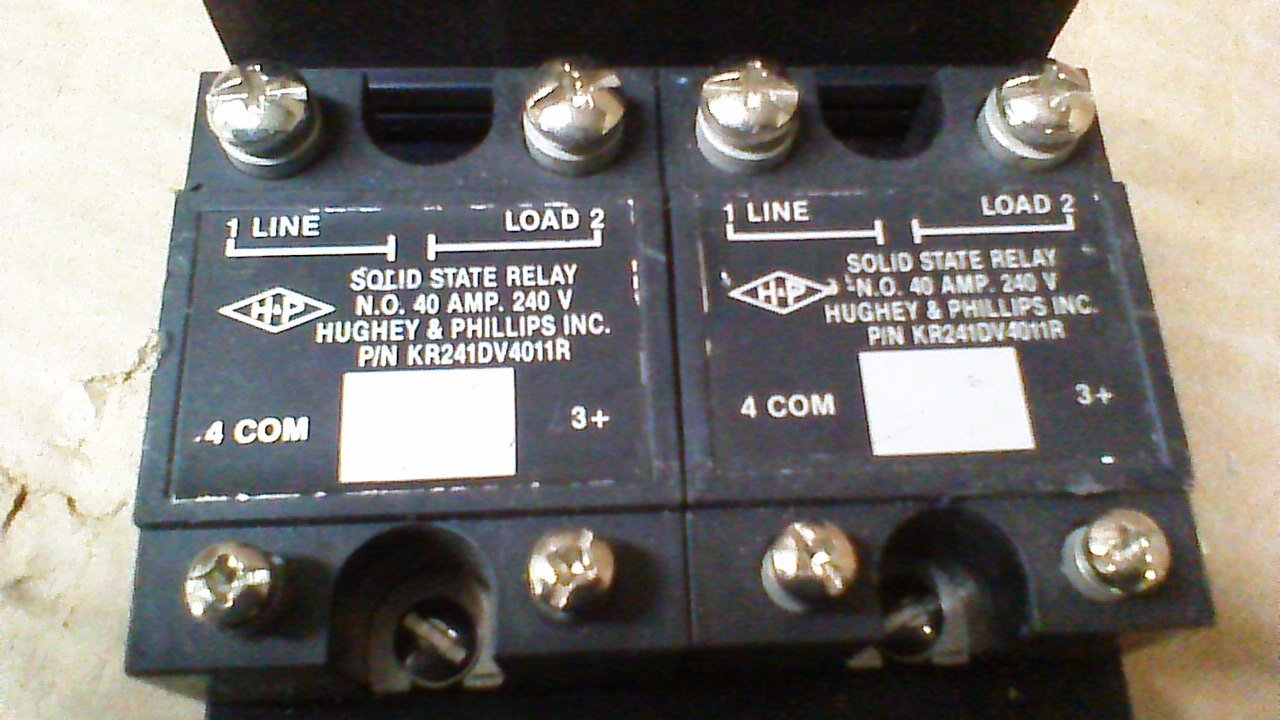 1 LINE LOAD 2
SOLID STATE RELAY
H&P N.O. 40 AMP. 240 V
HUGHEY & PHILLIPS INC.
P/N KR241DV4011R
4 COM 3+
1 LINE LOAD 2
SOLID STATE RELAY
H&P N.O. 40 AMP. 240 V
HUGHEY & PHILLIPS INC.
P/N KR241DV4011R
4 COM 3+